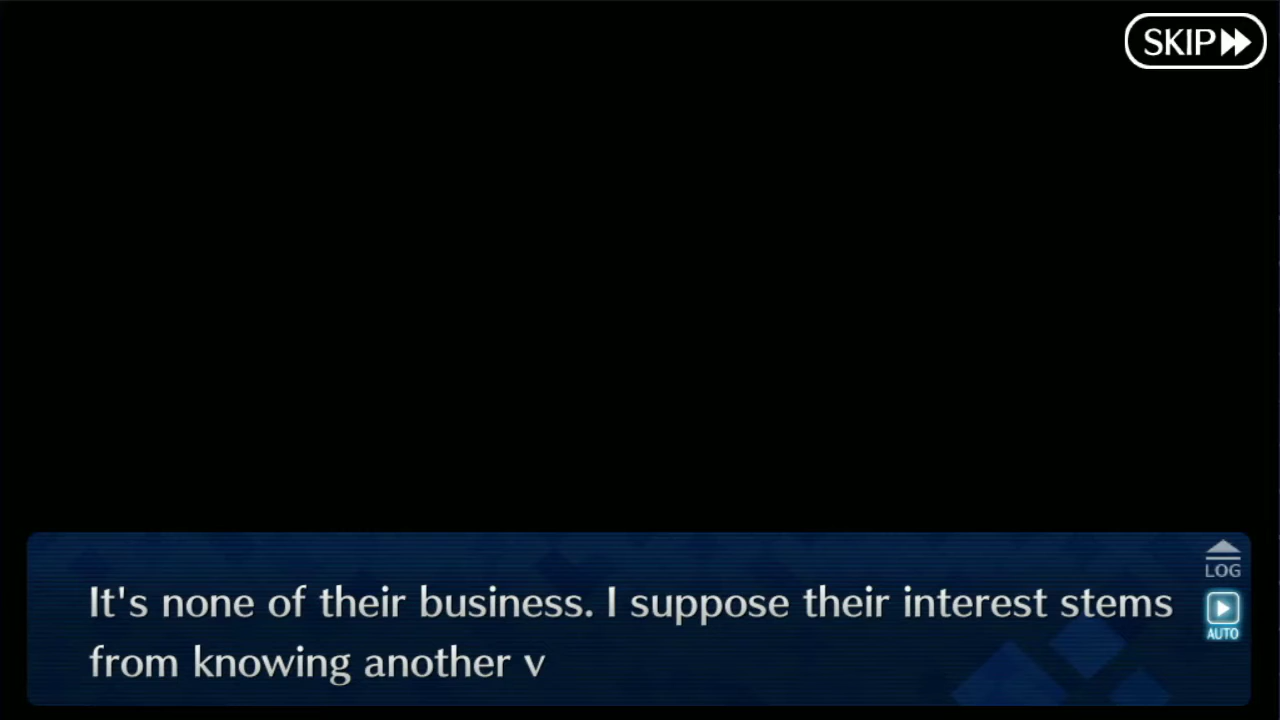 SKIP
LOG
It's none of their business. I suppose their interest stems
AUTO
from knowing another v